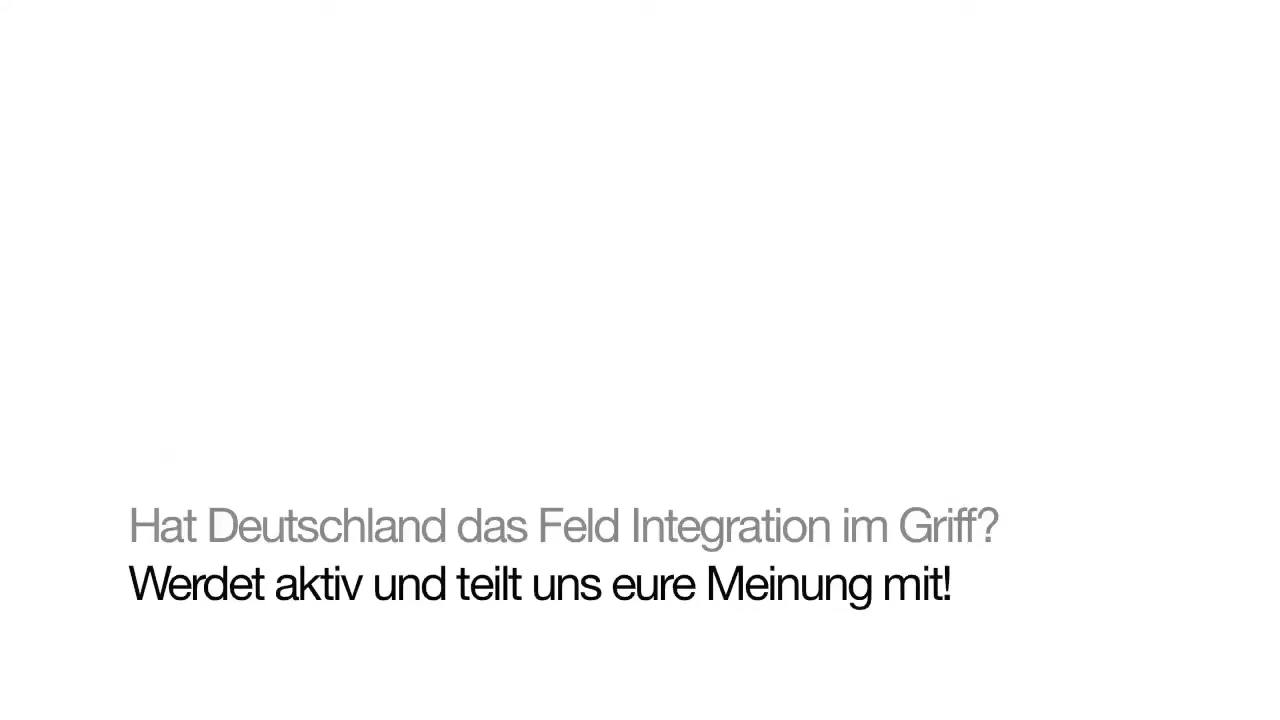 Hat Deutschland das Feld Integration im Griff?
Werdet aktiv und teilt uns eure Meinung mit!